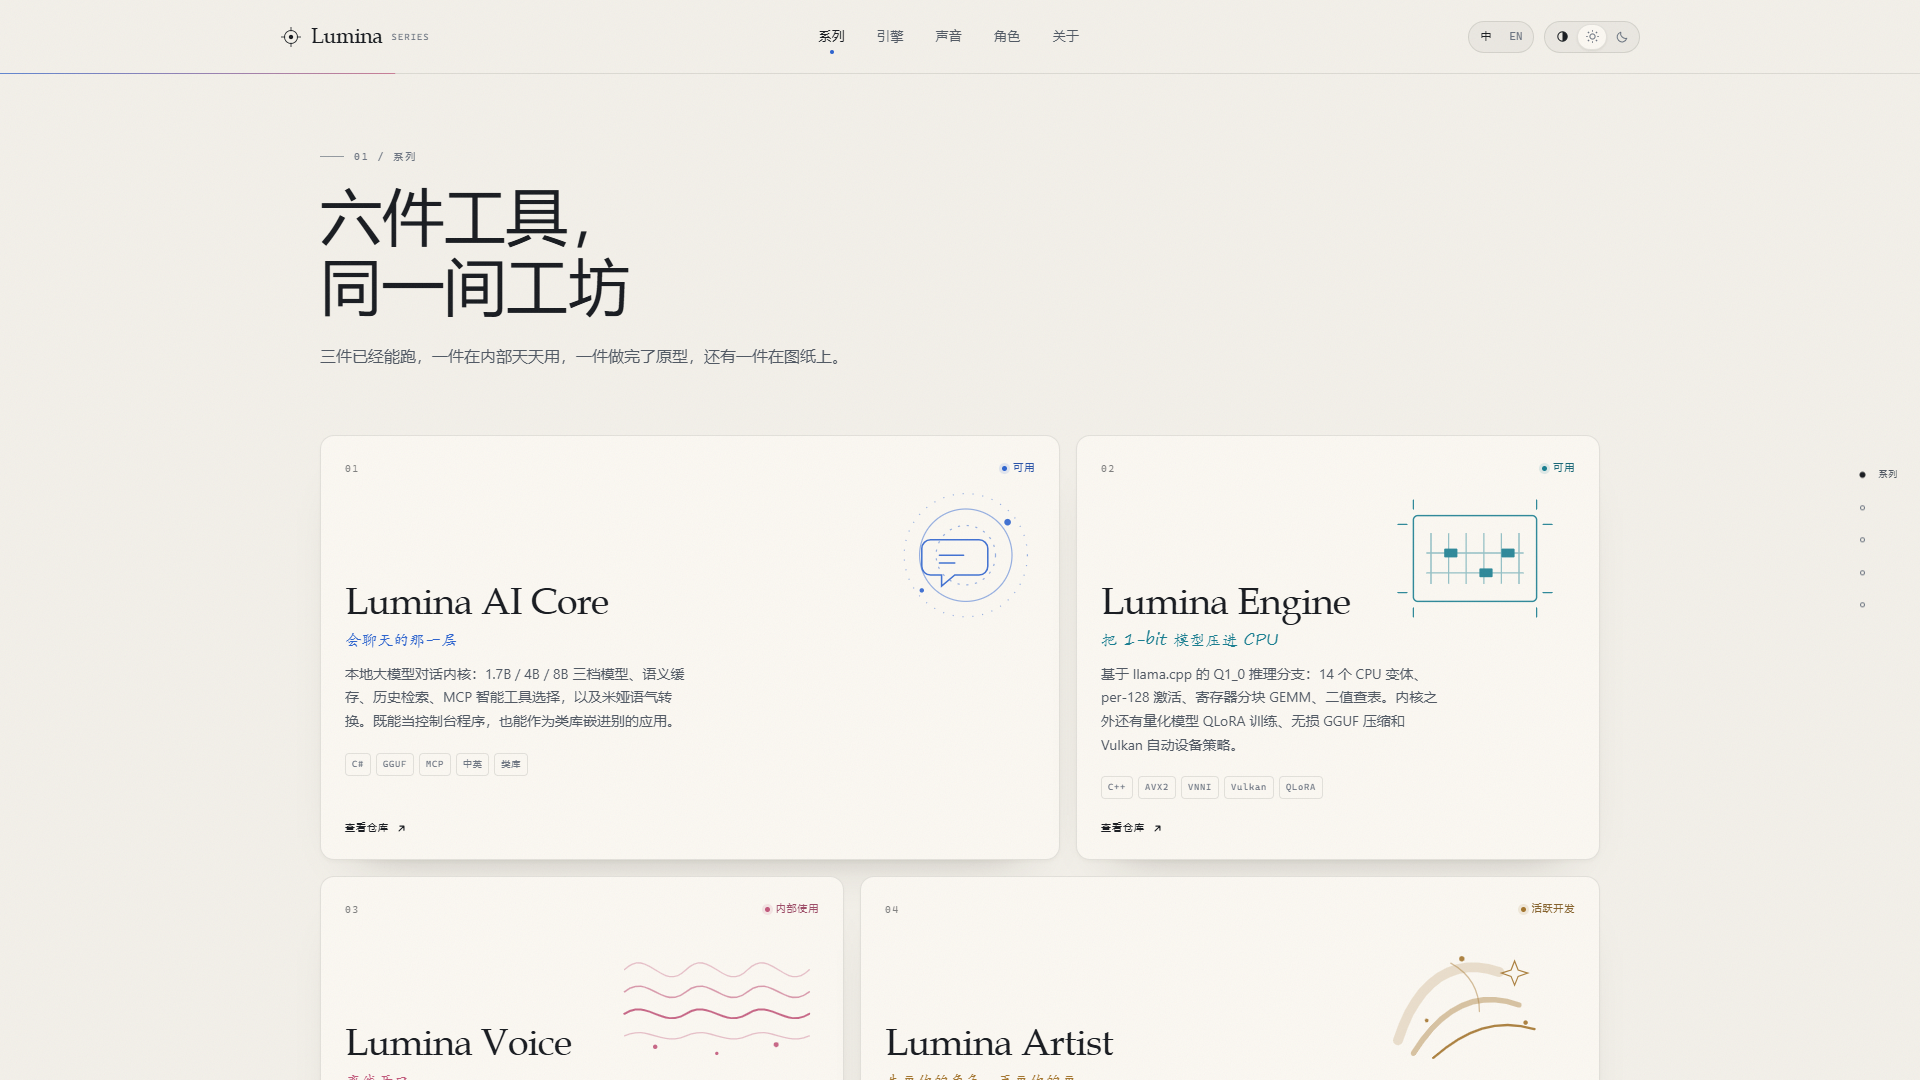 Lumina SERIES
系列 引擎 声音 角色 关于
中 EN
01 / 系列
六件工具，
同一间工坊
三件已经能跑，一件在内部天天用，一件做完了原型，还有一件在图纸上。
01 可用
Lumina AI Core
会聊天的那一层
本地大模型对话内核：1.7B / 4B / 8B 三档模型、语义缓
存、历史检索、MCP 智能工具选择，以及米娅语气转
换。既能当控制台程序，也能作为类库嵌进别的应用。
C# GGUF MCP 中英 类库
查看仓库
02 可用
Lumina Engine
把 1-bit 模型压进 CPU
基于 llama.cpp 的 Q1_0 推理分支：14 个 CPU 变体、
per-128 激活、寄存器分块 GEMM、二值查表。内核之
外还有量化模型 QLoRA 训练、无损 GGUF 压缩和
Vulkan 自动设备策略。
C++ AVX2 VNNI Vulkan QLoRA
查看仓库
系列
03 内部使用
Lumina Voice
04 活跃开发
Lumina Artist